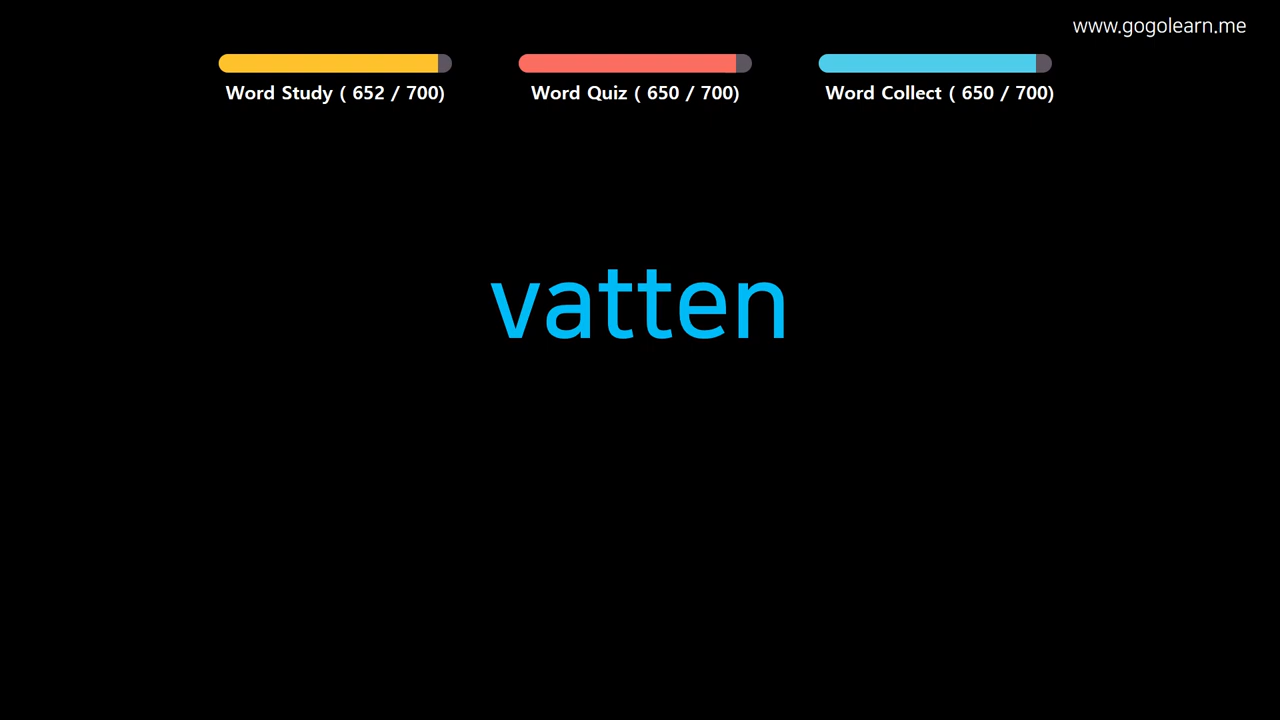 www.gogolearn.me
Word Study ( 652 / 700)
Word Quiz ( 650 / 700)
Word Collect ( 650 / 700)
vatten